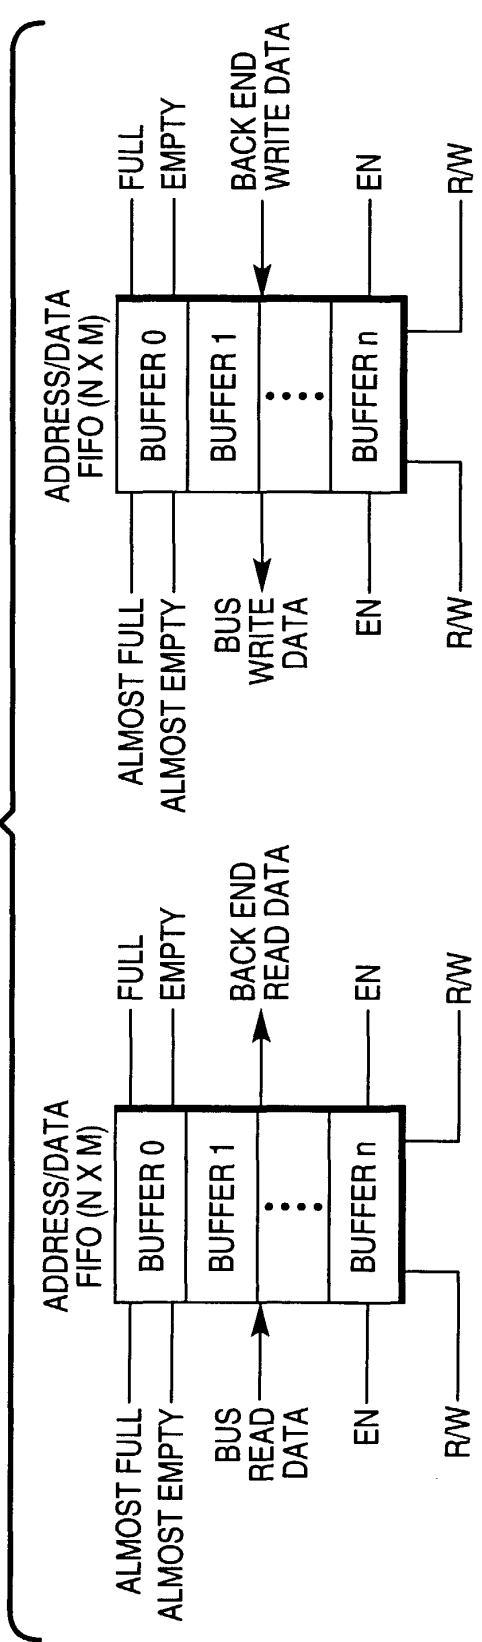 ADDRESS/DATA
FIFO (N X M)
ALMOST FULL
ALMOST EMPTY
BUS
READ
DATA
EN
R/W
BUFFER 0
BUFFER 1
BUFFER n
FULL
EMPTY
BACK END
READ DATA
EN
R/W
ADDRESS/DATA
FIFO (N X M)
ALMOST FULL
ALMOST EMPTY
BUS
WRITE
DATA
EN
R/W
BUFFER 0
BUFFER 1
BUFFER n
FULL
EMPTY
BACK END
WRITE DATA
EN
R/W